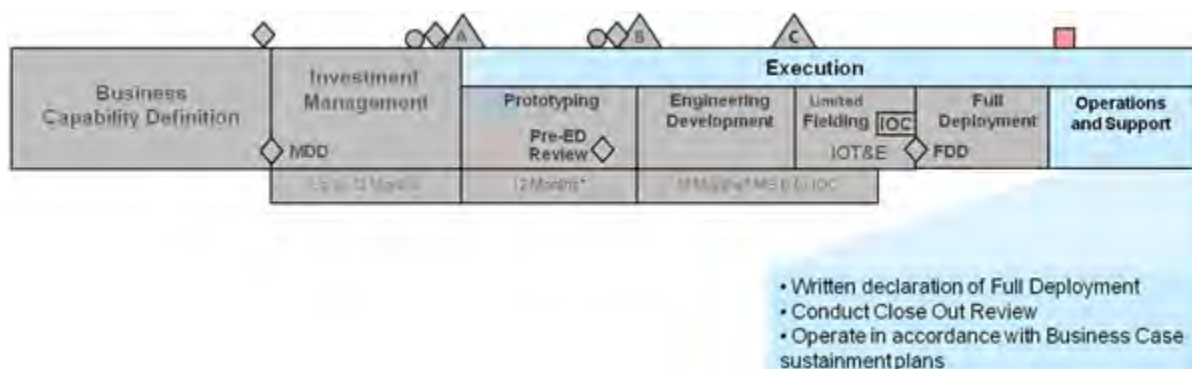 A
B
C
Execution
Business
Capability Definition
Investment
Management
Prototyping
Pre-ED
Review
Engineering
Development
Limited
Fielding IOC
IOT&E
Full
Deployment
Operations
and Support
MDD
FDD
12 Months*
• Written declaration of Full Deployment
• Conduct Close Out Review
• Operate in accordance with Business Case
sustainment plans